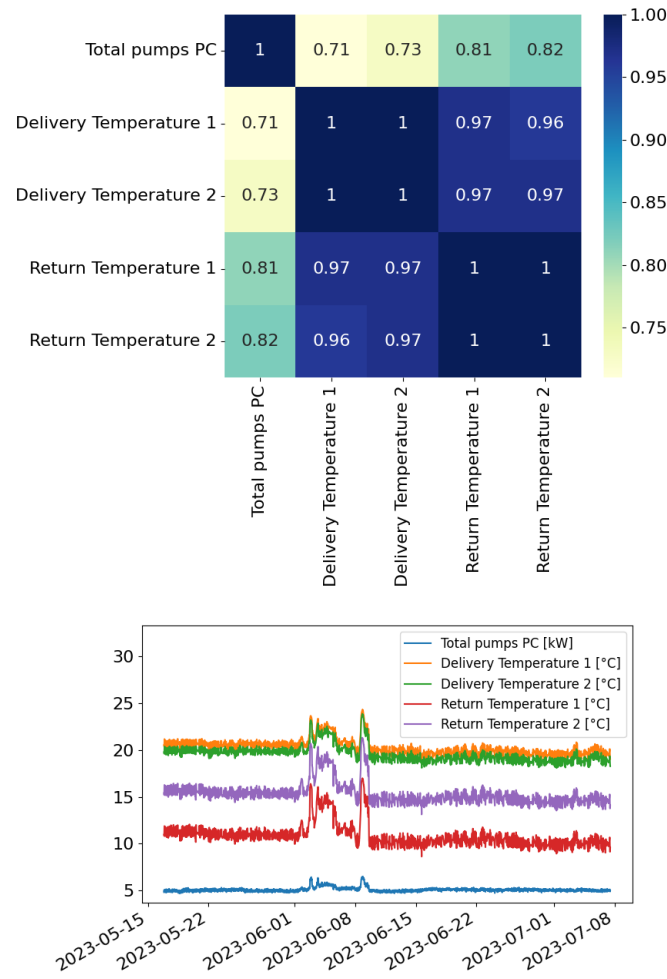 1.00
Total pumps PC 1 0.71 0.73 0.81 0.82
0.95
Delivery Temperature 1 0.71 1 1 0.97 0.96
0.90
Delivery Temperature 2 0.73 1 1 0.97 0.97
0.85
Return Temperature 1 0.81 0.97 0.97 1 1
0.80
Return Temperature 2 0.82 0.96 0.97 1 1
0.75
Total pumps PC
Delivery Temperature 1
Delivery Temperature 2
Return Temperature 1
Return Temperature 2
Total pumps PC [kW]
Delivery Temperature 1 [°C]
Delivery Temperature 2 [°C]
Return Temperature 1 [°C]
Return Temperature 2 [°C]
30
25
20
15
10
5
2023-05-15
2023-05-22
2023-06-01
2023-06-08
2023-06-15
2023-06-22
2023-07-01
2023-07-08